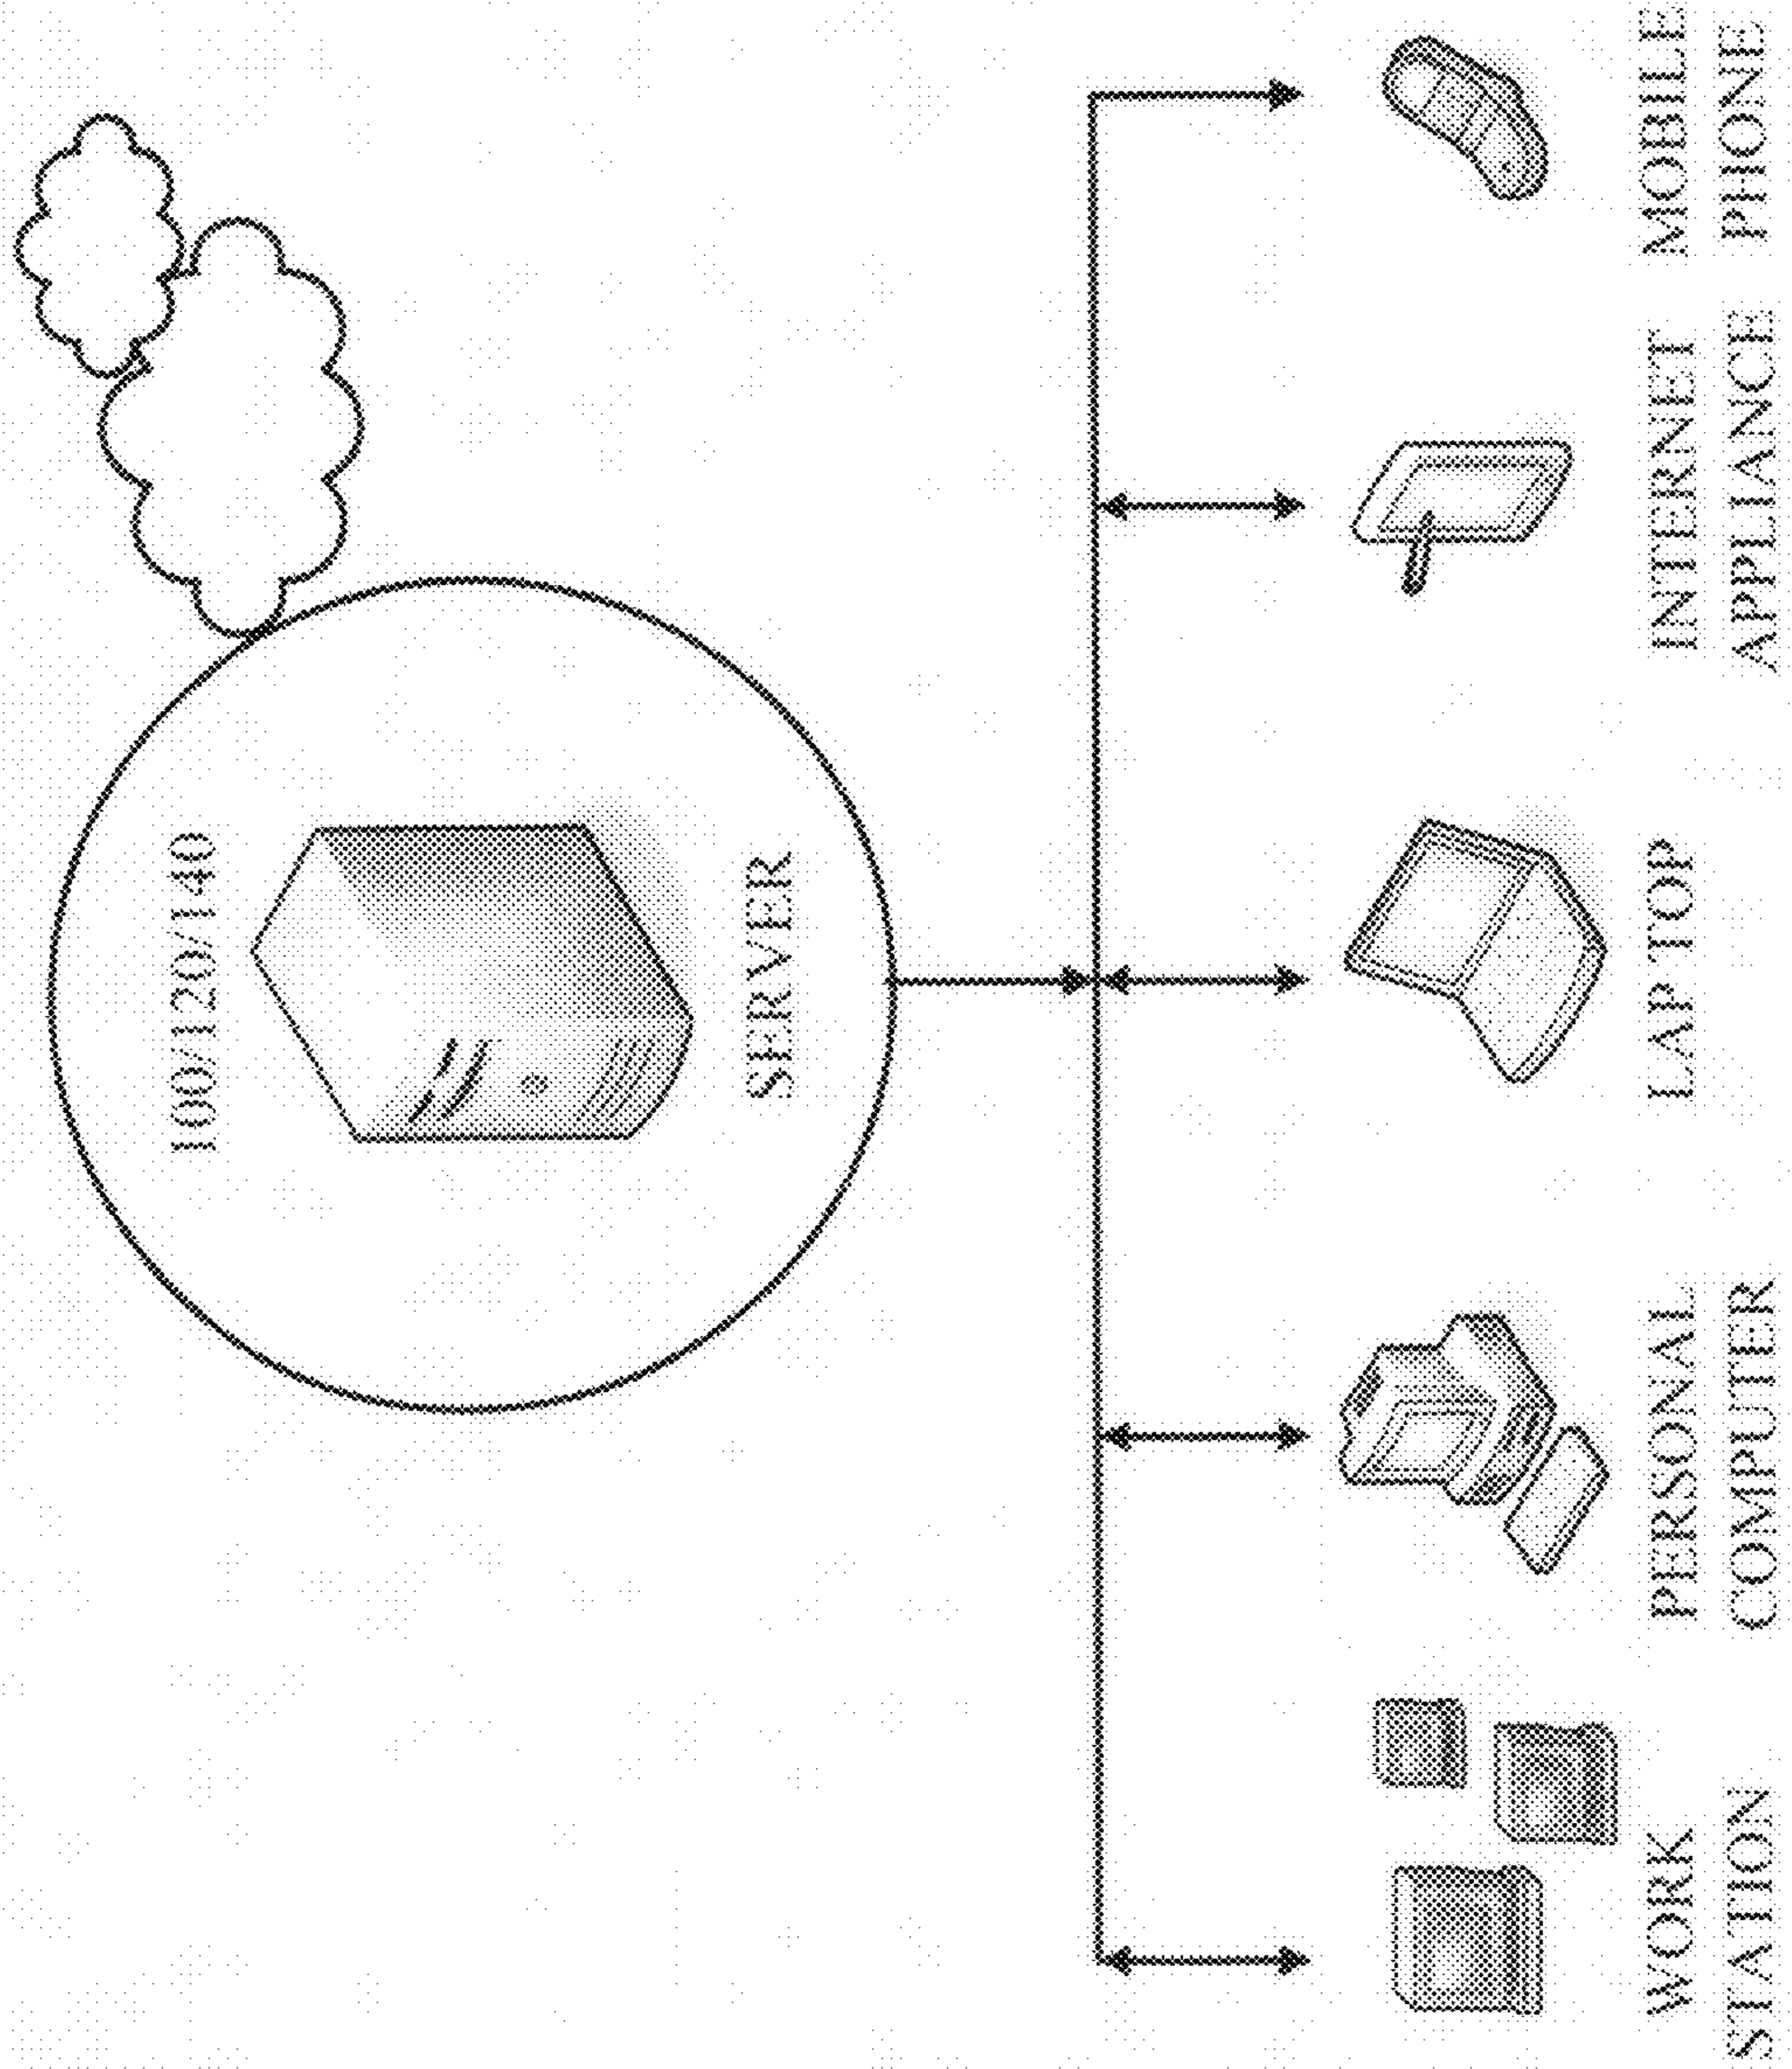 100/120/140
SERVER
WORK
STATION
PERSONAL
COMPUTER
LAP TOP
INTERNET
APPLIANCE
MOBILE
PHONE